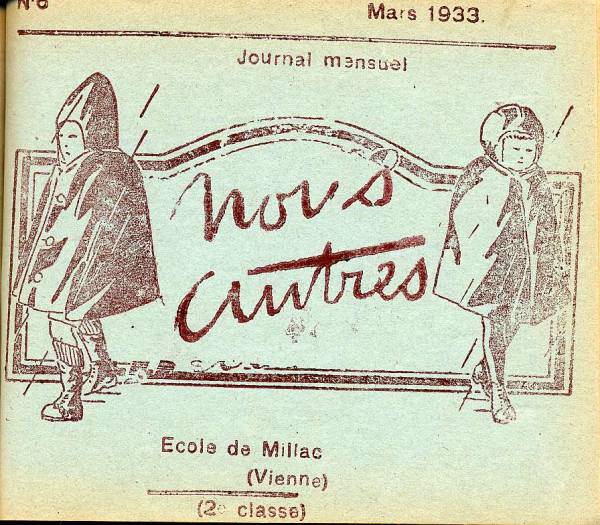 N°6
Mars 1933.
Journal mensuel
nous
autres
Ecole de Millac
(Vienne)
(2e classe)